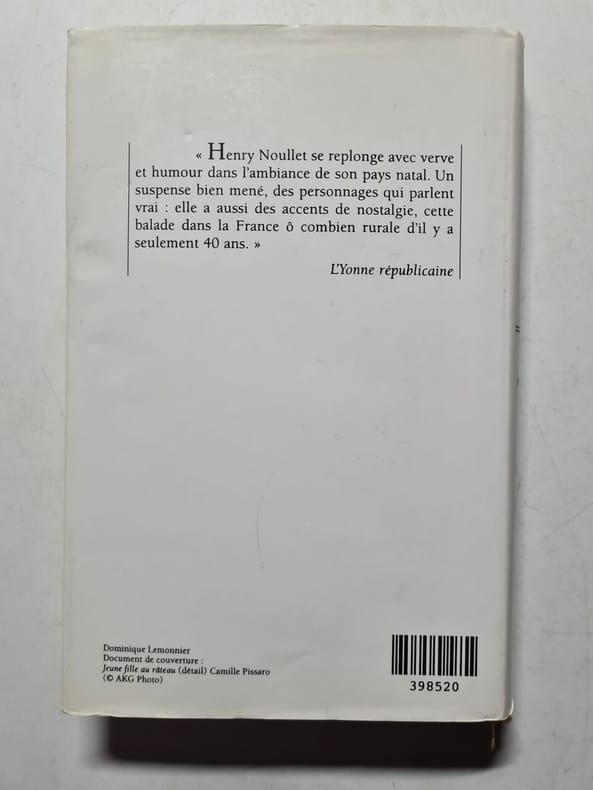 « Henry Noullet se replonge avec verve
et humour dans l'ambiance de son pays natal. Un
suspense bien mené, des personnages qui parlent
vrai : elle a aussi des accents de nostalgie, cette
balade dans la France ô combien rurale d'il y a
seulement 40 ans. »
L'Yonne républicaine
Dominique Lemonnier
Document de couverture :
Jeune fille au râteau (détail) Camille Pissaro
(© AKG Photo)
398520